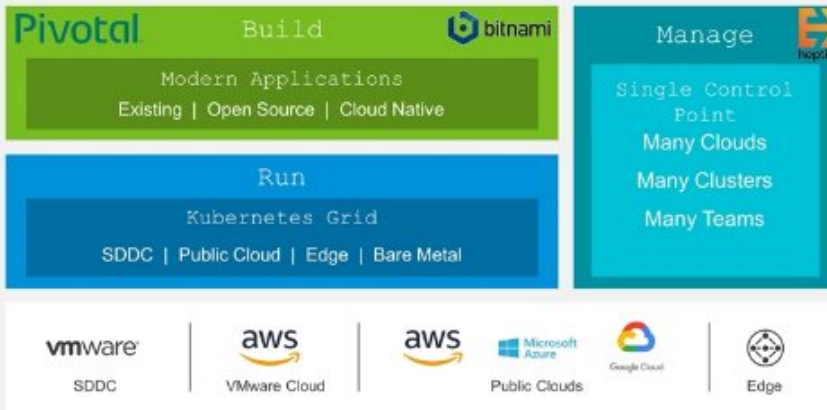 Pivotal
Build
bitnami
Modern Applications
Existing | Open Source | Cloud Native
Run
Kubernetes Grid
SDDC | Public Cloud | Edge | Bare Metal
Manage
Single Control
Point
Many Clouds
Many Clusters
Many Teams
vmware
SDDC
aws
VMware Cloud
aws
Microsoft
Azure
Google Cloud
Public Clouds
Edge